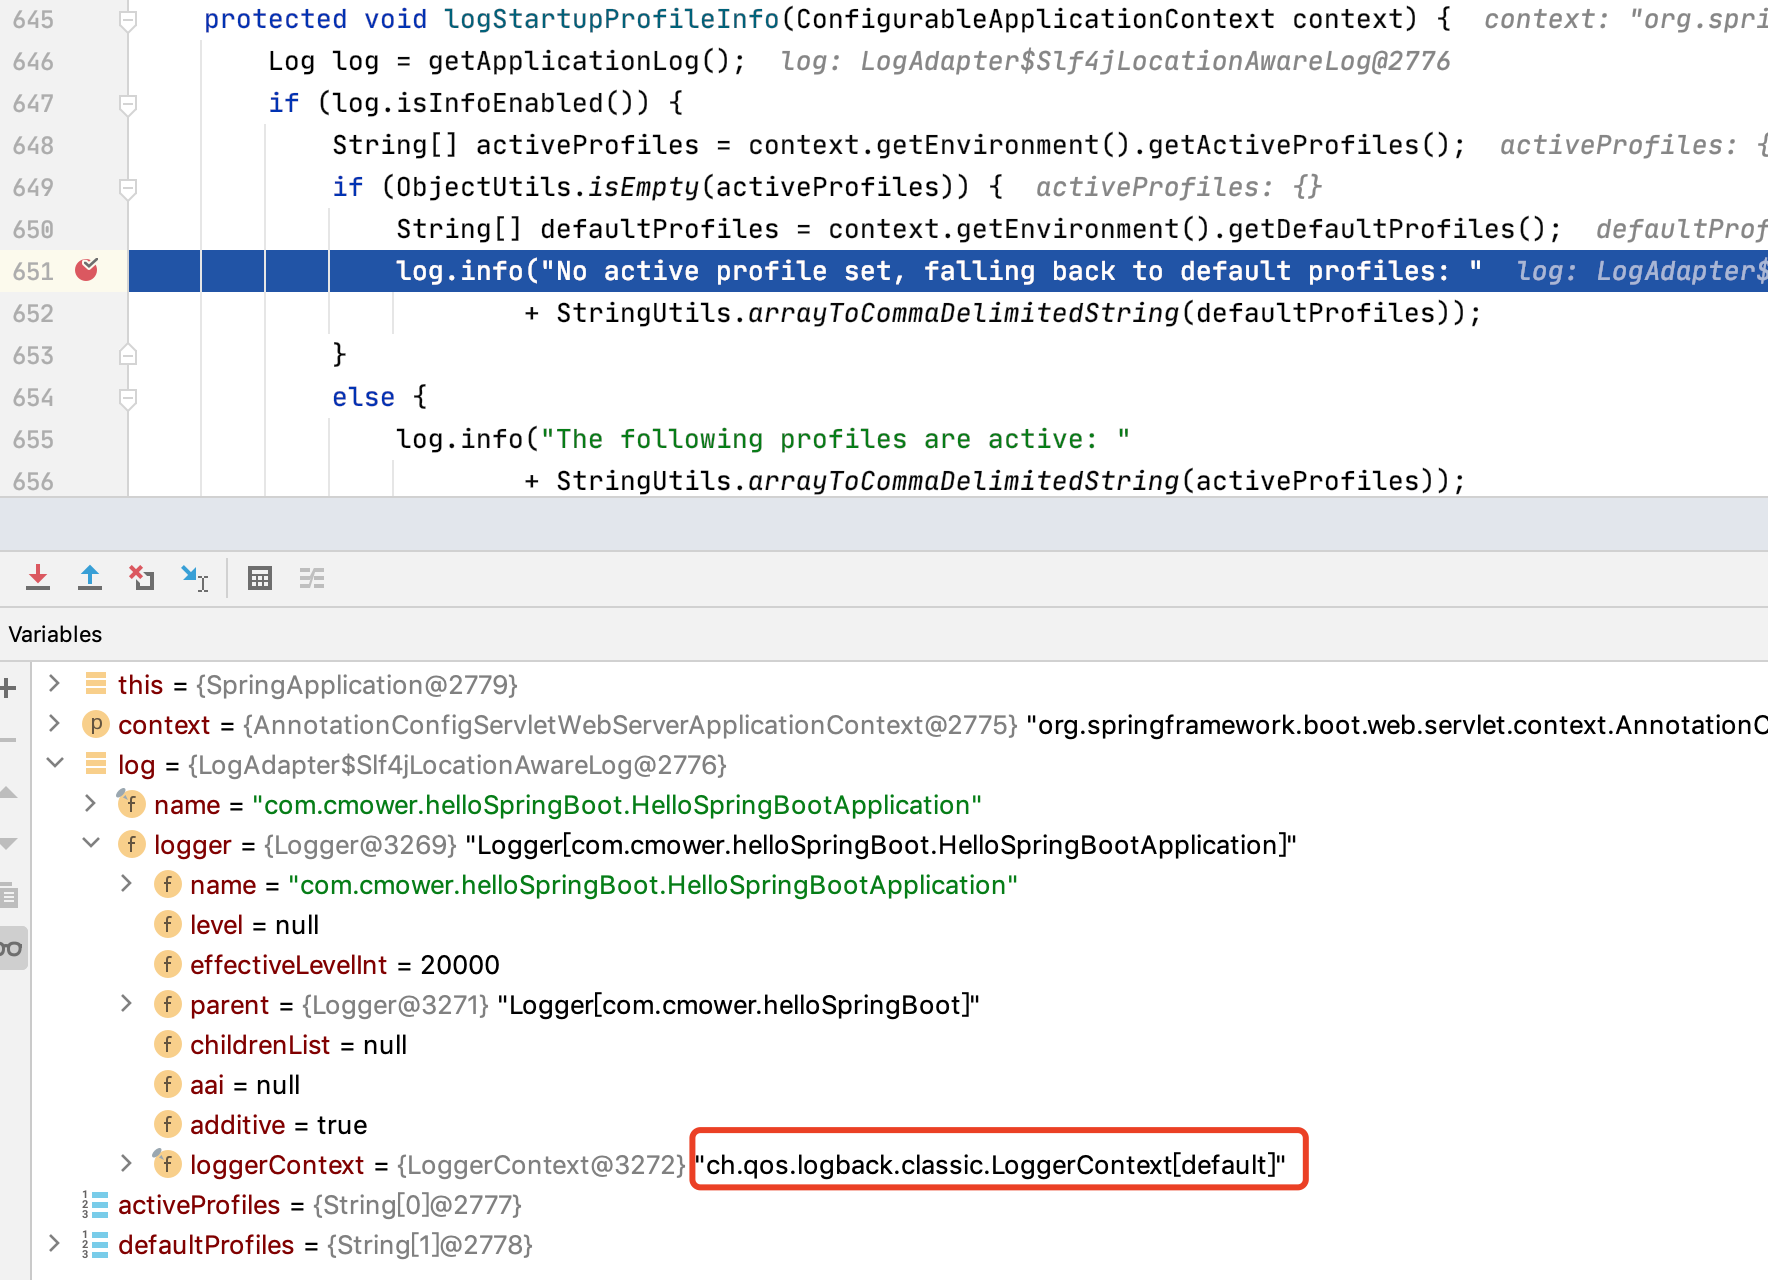 645 protected void logStartupProfileInfo(ConfigurableApplicationContext context) { context: "org.spri
646 Log log = getApplicationLog(); log: LogAdapter$Slf4jLocationAwareLog@2776
647 if (log.isInfoEnabled()) {
648 String[] activeProfiles = context.getEnvironment().getActiveProfiles(); activeProfiles: {
649 if (ObjectUtils.isEmpty(activeProfiles)) { activeProfiles: {}
650 String[] defaultProfiles = context.getEnvironment().getDefaultProfiles(); defaultProf
651 log.info("No active profile set, falling back to default profiles: " log: LogAdapter$
652 + StringUtils.arrayToCommaDelimitedString(defaultProfiles));
653 }
654 else {
655 log.info("The following profiles are active: "
656 + StringUtils.arrayToCommaDelimitedString(activeProfiles));
Variables
this = {SpringApplication@2779}
p context = {AnnotationConfigServletWebServerApplicationContext@2775} "org.springframework.boot.web.servlet.context.AnnotationC
log = {LogAdapter$Slf4jLocationAwareLog@2776}
f name = "com.cmower.helloSpringBoot.HelloSpringBootApplication"
f logger = {Logger@3269} "Logger[com.cmower.helloSpringBoot.HelloSpringBootApplication]"
f name = "com.cmower.helloSpringBoot.HelloSpringBootApplication"
f level = null
f effectiveLevelInt = 20000
f parent = {Logger@3271} "Logger[com.cmower.helloSpringBoot]"
f childrenList = null
f aai = null
f additive = true
f loggerContext = {LoggerContext@3272} "ch.qos.logback.classic.LoggerContext[default]"
activeProfiles = {String[0]@2777}
defaultProfiles = {String[1]@2778}